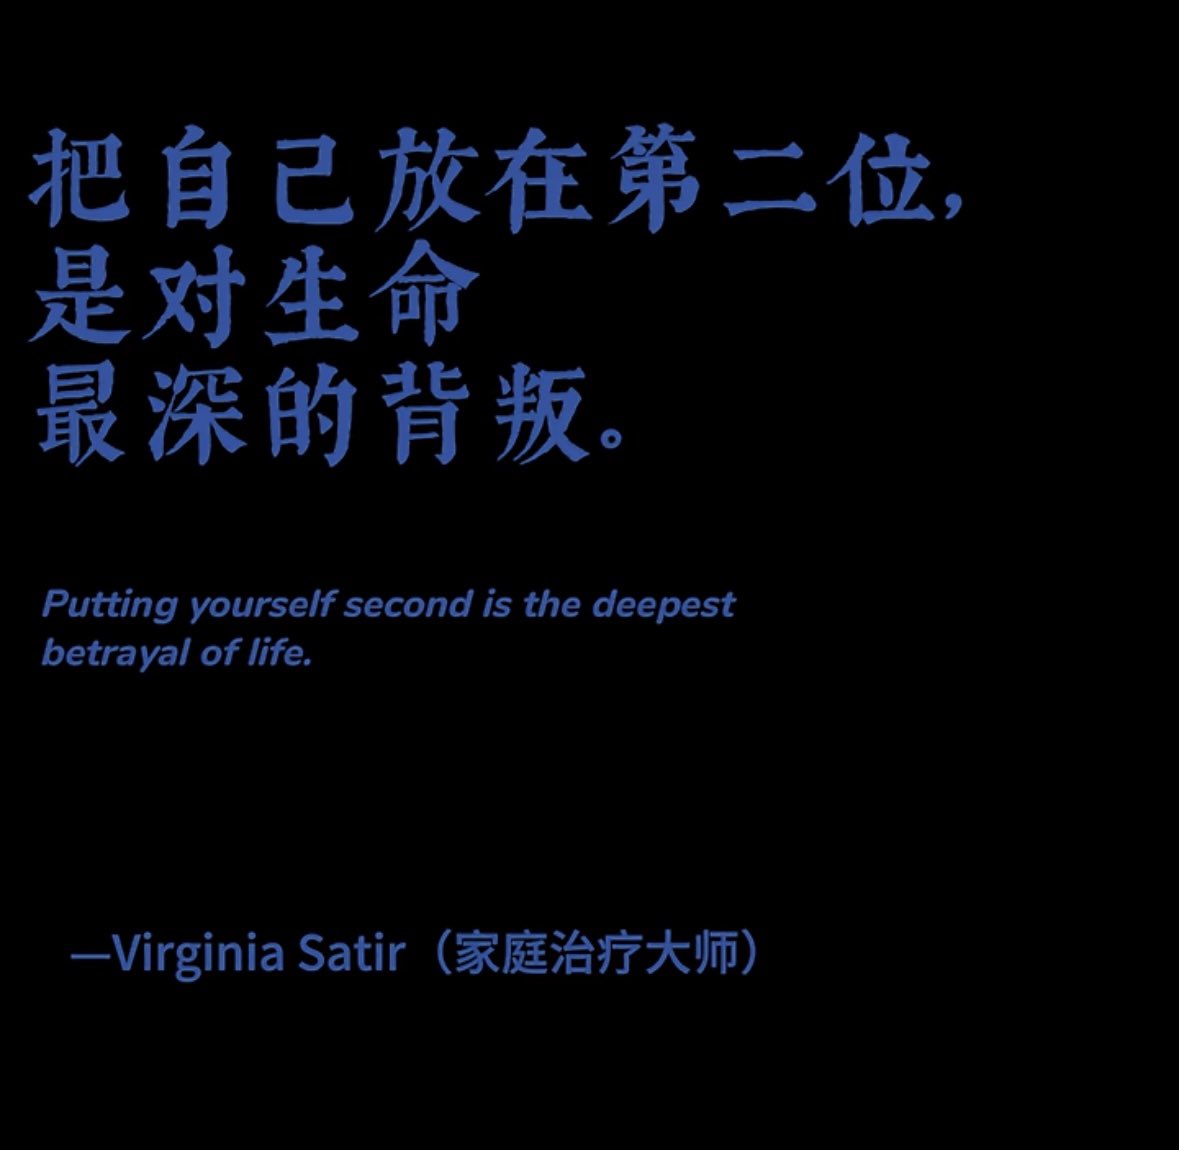 把自己放在第二位,
是对生命
最深的背叛。
Putting yourself second is the deepest
betrayal of life.
—Virginia Satir（家庭治疗大师）